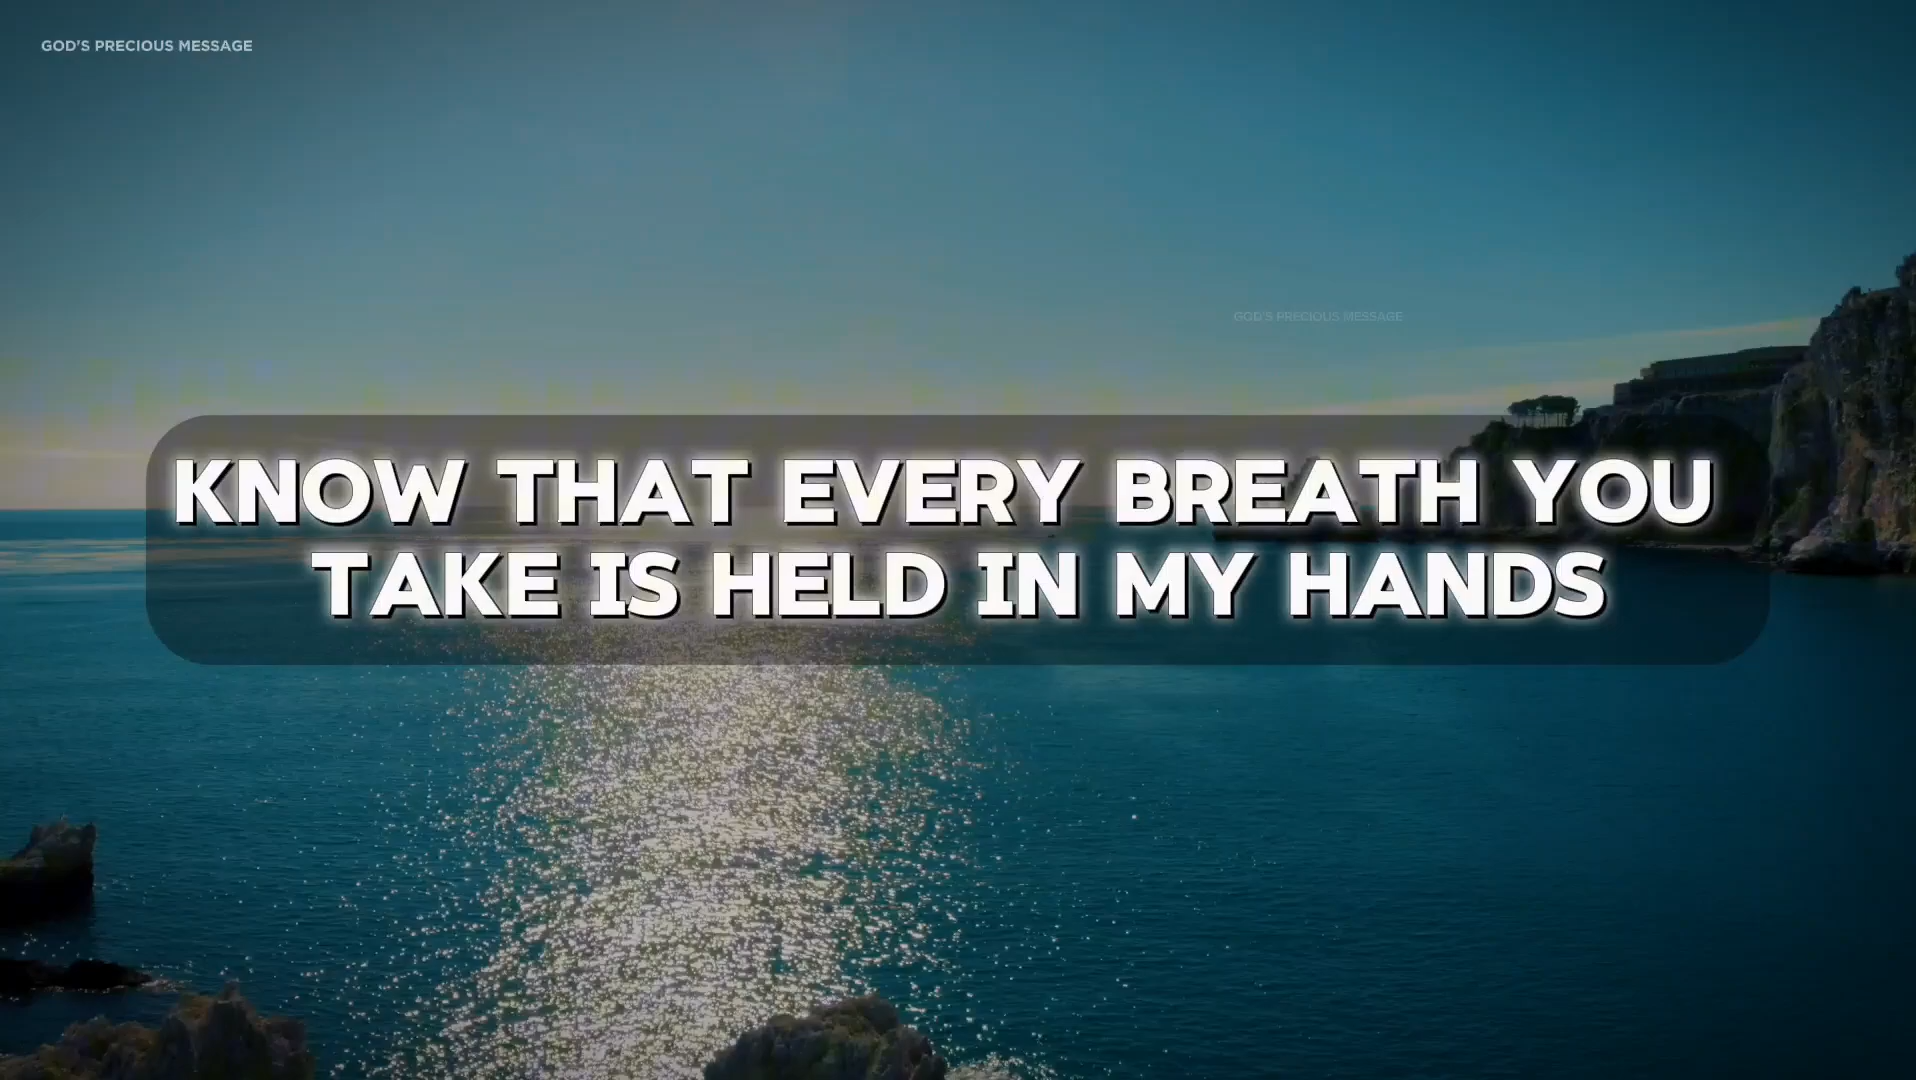 GOD'S PRECIOUS MESSAGE
GOD'S PRECIOUS MESSAGE
KNOW THAT EVERY BREATH YOU
TAKE IS HELD IN MY HANDS